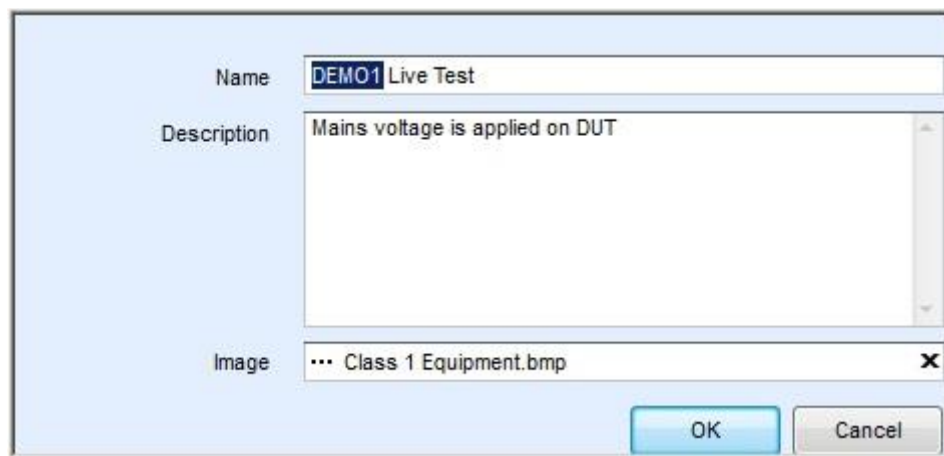 Name DEMO1 Live Test
Description Mains voltage is applied on DUT
Image ... Class 1 Equipment.bmp x
OK Cancel